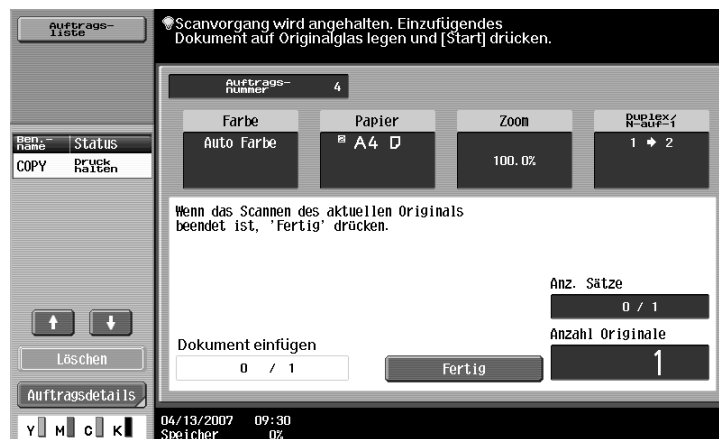 Auftrags-
liste
Scanvorgang wird angehalten. Einzufügendes
Dokument auf Originalglas legen und [Start] drücken.
Auftrags-
nummer 4
Farbe Papier Zoom Duplex/
N-auf-1
Auto Farbe 2 A4 100.0% 1 → 2
Ben.-
name Status
COPY Druck
halten
Wenn das Scannen des aktuellen Originals
beendet ist, 'Fertig' drücken.
Anz. Sätze
0 / 1
Anzahl Originale
1
Dokument einfügen
0 / 1
Fertig
Löschen
Auftragsdetails
Y M C K
04/13/2007 09:30
Speicher 0%